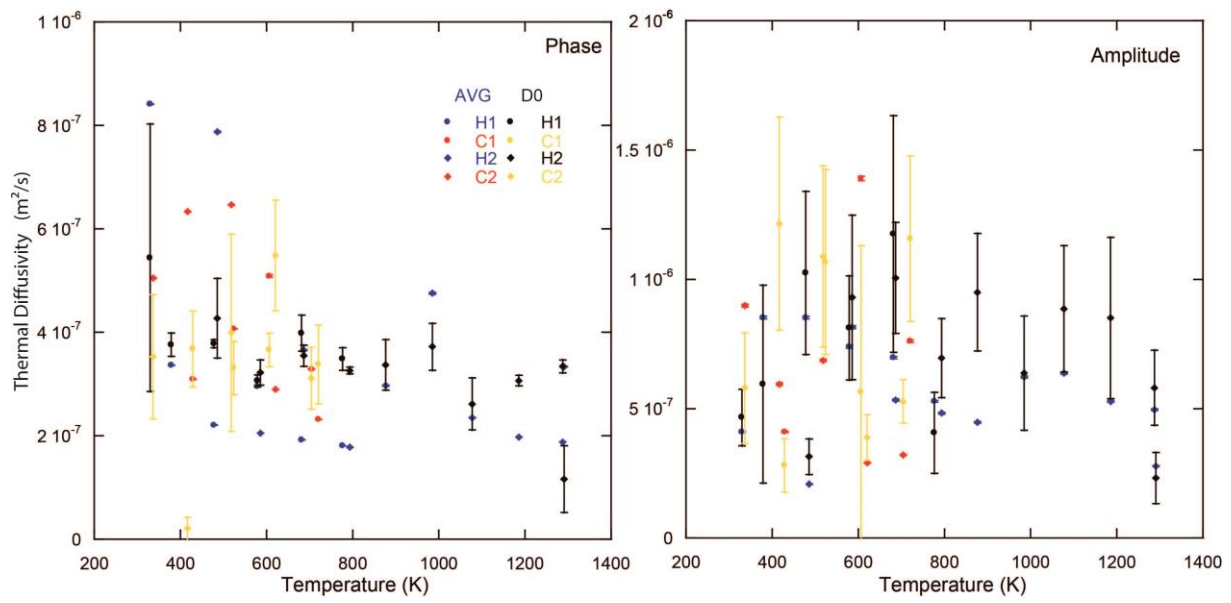 1 10⁻⁶
8 10⁻⁷
6 10⁻⁷
4 10⁻⁷
2 10⁻⁷
0
Thermal Diffusivity (m²/s)
Phase
AVG D0
H1 H1
C1 C1
H2 H2
C2 C2
200 400 600 800 1000 1200 1400
Temperature (K)
2 10⁻⁶
1.5 10⁻⁶
1 10⁻⁶
5 10⁻⁷
0
Amplitude
200 400 600 800 1000 1200 1400
Temperature (K)